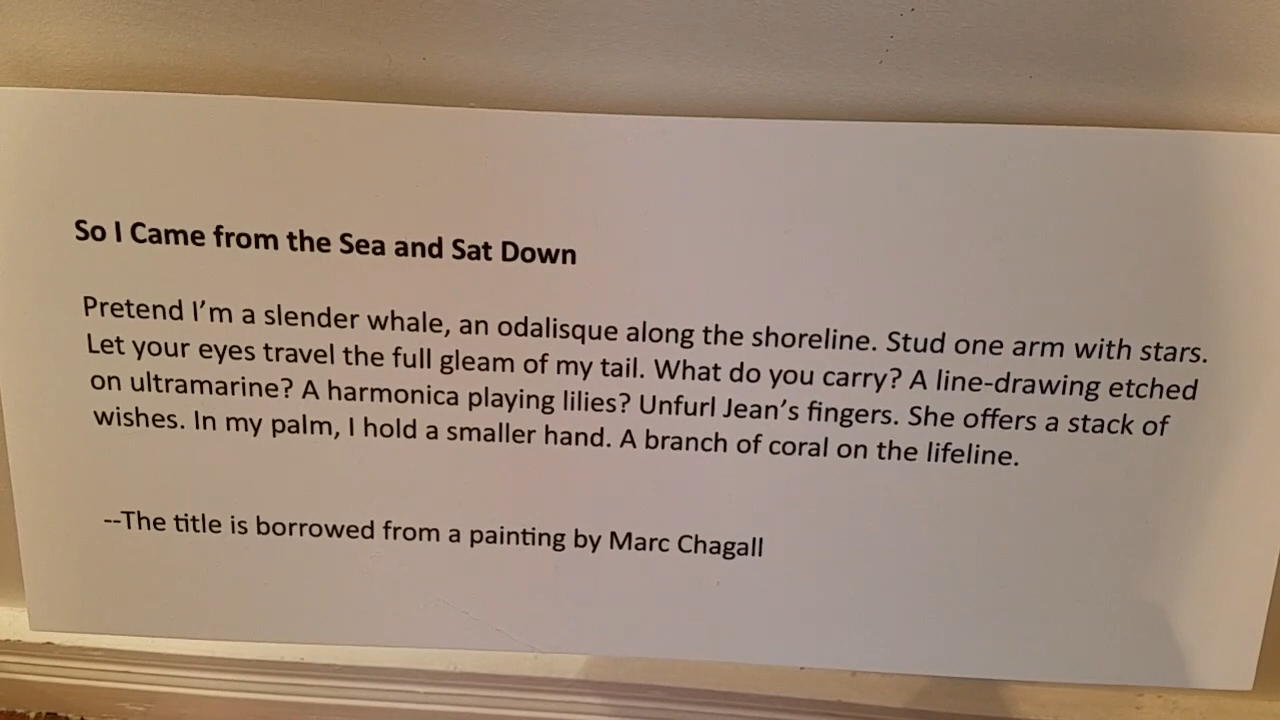 So I Came from the Sea and Sat Down
Pretend I'm a slender whale, an odalisque along the shoreline. Stud one arm with stars.
Let your eyes travel the full gleam of my tail. What do you carry? A line-drawing etched
on ultramarine? A harmonica playing lilies? Unfurl Jean's fingers. She offers a stack of
wishes. In my palm, I hold a smaller hand. A branch of coral on the lifeline.
--The title is borrowed from a painting by Marc Chagall